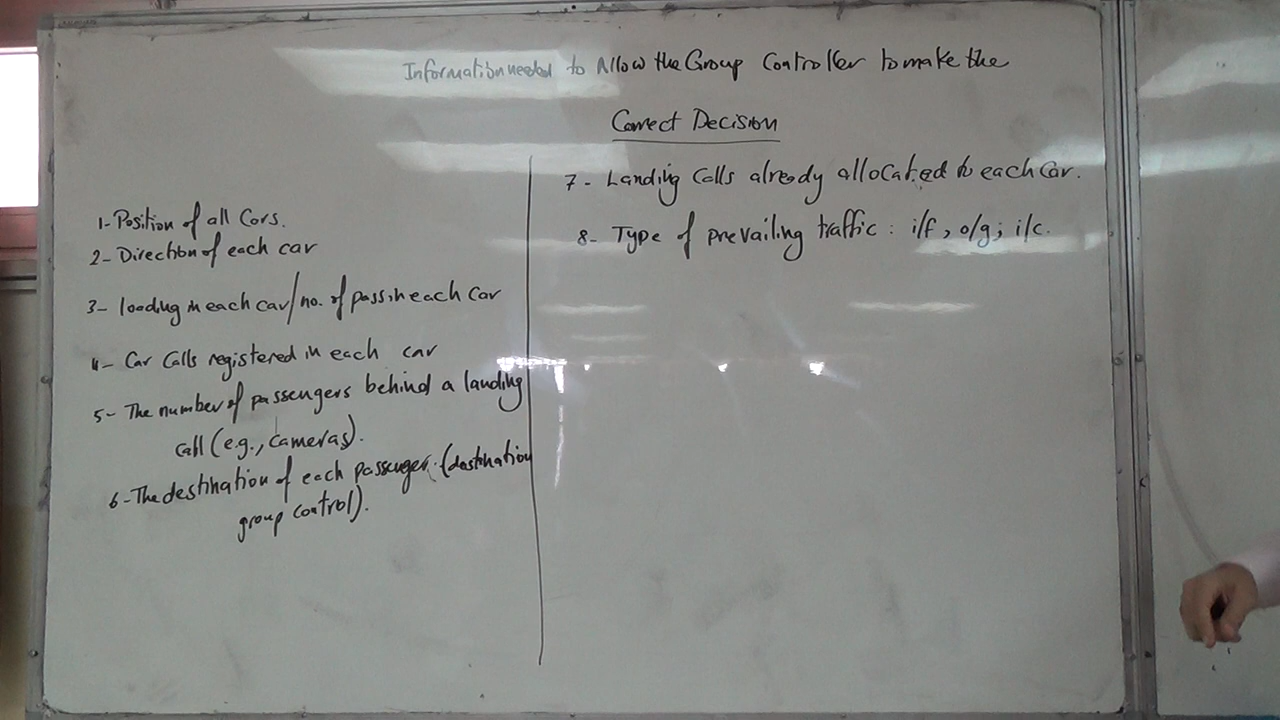 Information needed to Allow the Group Controller to make the
Correct Decision
1- Position of all Cars.
2- Direction of each car
3- loading in each car/no. of pass. in each car
4- Car Calls registered in each car
5- The number of passengers behind a landing
call (e.g., cameras).
6- The destination of each passenger. (destination
group control).
7- Landing Calls already allocated to each Car.
8- Type of prevailing traffic : i/f, o/g; i/c.